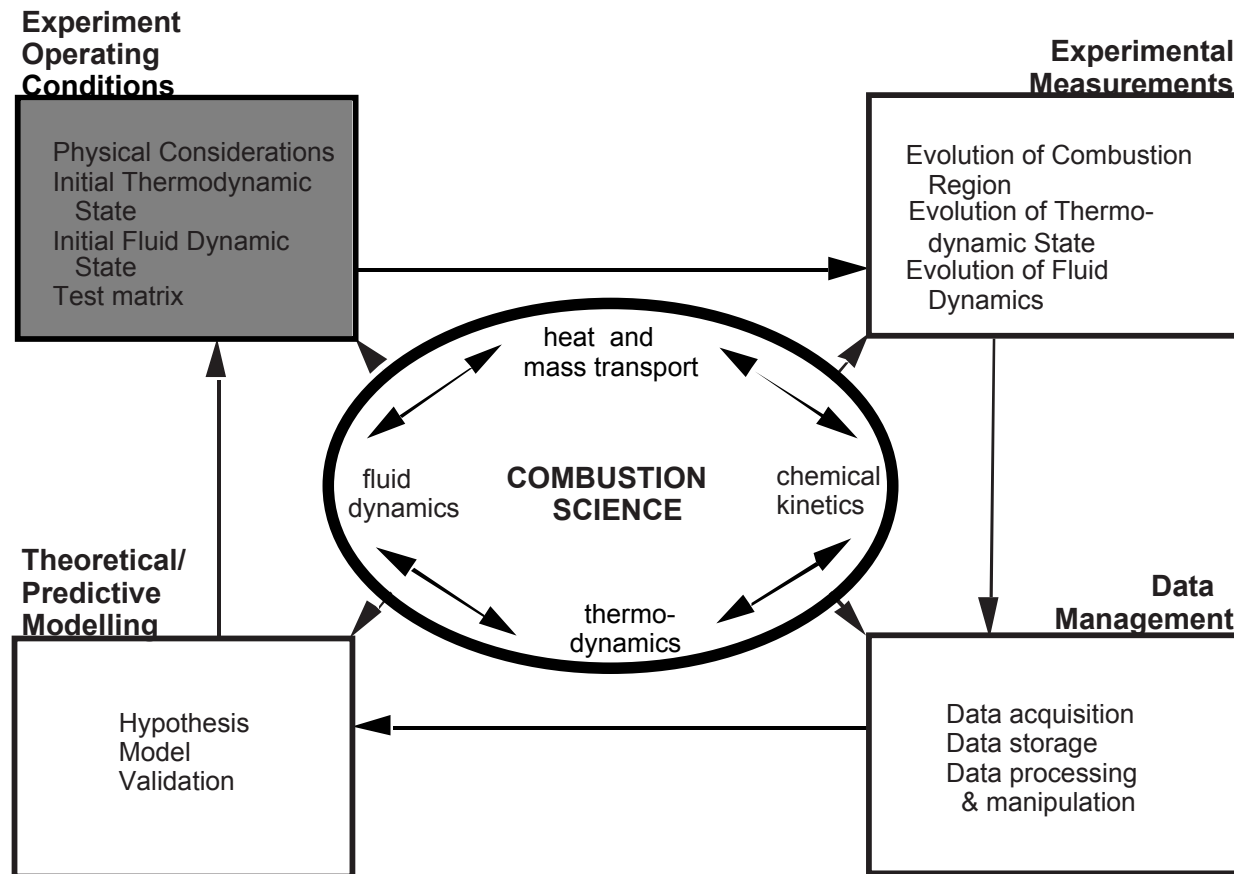 Experiment
Operating
Conditions
Physical Considerations
Initial Thermodynamic
State
Initial Fluid Dynamic
State
Test matrix
Experimental
Measurements
Evolution of Combustion
Region
Evolution of Thermo-
dynamic State
Evolution of Fluid
Dynamics
heat and
mass transport
fluid
dynamics
COMBUSTION
SCIENCE
chemical
kinetics
thermo-
dynamics
Theoretical/
Predictive
Modelling
Hypothesis
Model
Validation
Data
Management
Data acquisition
Data storage
Data processing
& manipulation